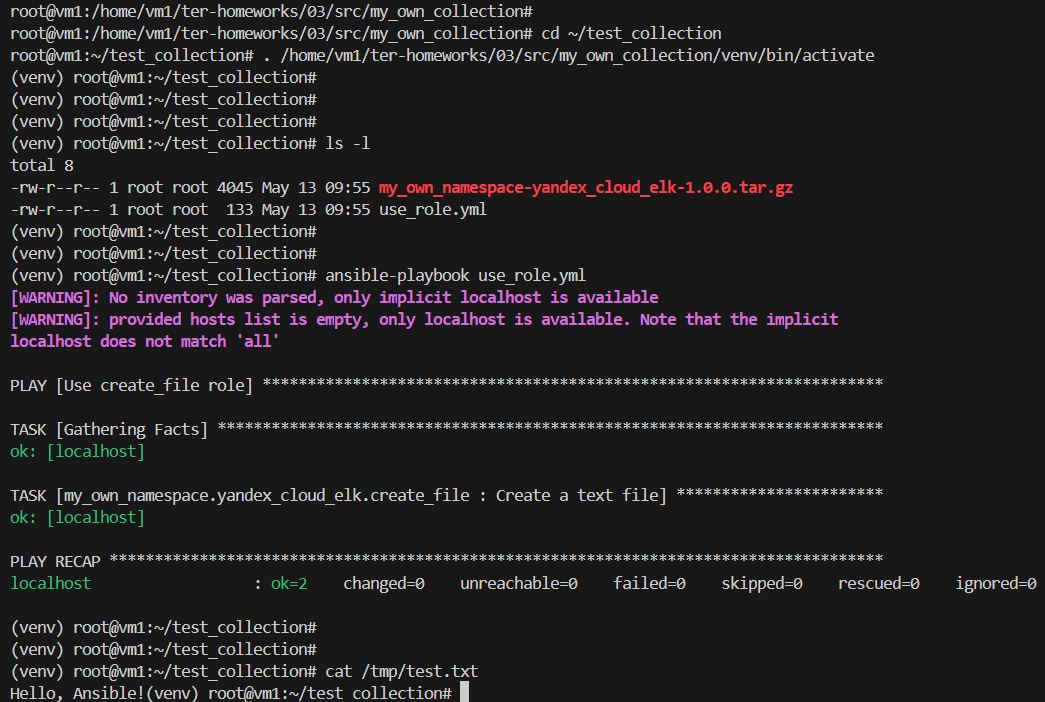 root@vm1:/home/vm1/ter-homeworks/03/src/my_own_collection#
root@vm1:/home/vm1/ter-homeworks/03/src/my_own_collection# cd ~/test_collection
root@vm1:~/test_collection# . /home/vm1/ter-homeworks/03/src/my_own_collection/venv/bin/activate
(venv) root@vm1:~/test_collection#
(venv) root@vm1:~/test_collection#
(venv) root@vm1:~/test_collection#
(venv) root@vm1:~/test_collection# ls -l
total 8
-rw-r--r-- 1 root root 4045 May 13 09:55 my_own_namespace-yandex_cloud_elk-1.0.0.tar.gz
-rw-r--r-- 1 root root  133 May 13 09:55 use_role.yml
(venv) root@vm1:~/test_collection#
(venv) root@vm1:~/test_collection#
(venv) root@vm1:~/test_collection# ansible-playbook use_role.yml
[WARNING]: No inventory was parsed, only implicit localhost is available
[WARNING]: provided hosts list is empty, only localhost is available. Note that the implicit
localhost does not match 'all'
PLAY [Use create_file role] *********************************************************************
TASK [Gathering Facts] **************************************************************************
ok: [localhost]
TASK [my_own_namespace.yandex_cloud_elk.create_file : Create a text file] ***********************
ok: [localhost]
PLAY RECAP **************************************************************************************
localhost                  : ok=2    changed=0    unreachable=0    failed=0    skipped=0    rescued=0    ignored=0
(venv) root@vm1:~/test_collection#
(venv) root@vm1:~/test_collection#
(venv) root@vm1:~/test_collection# cat /tmp/test.txt
Hello, Ansible!(venv) root@vm1:~/test_collection#